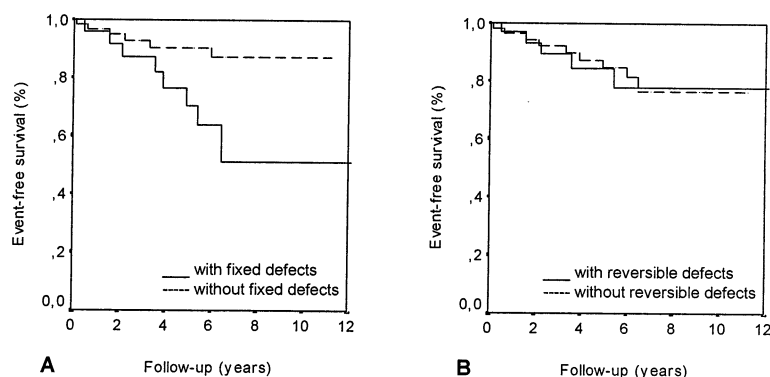 1,0
,8
,6
,4
,2
0,0
Event-free survival (%)
with fixed defects
without fixed defects
0 2 4 6 8 10 12
A Follow-up (years)
1,0
,8
,6
,4
,2
0,0
Event-free survival (%)
with reversible defects
without reversible defects
0 2 4 6 8 10 12
B Follow-up (years)